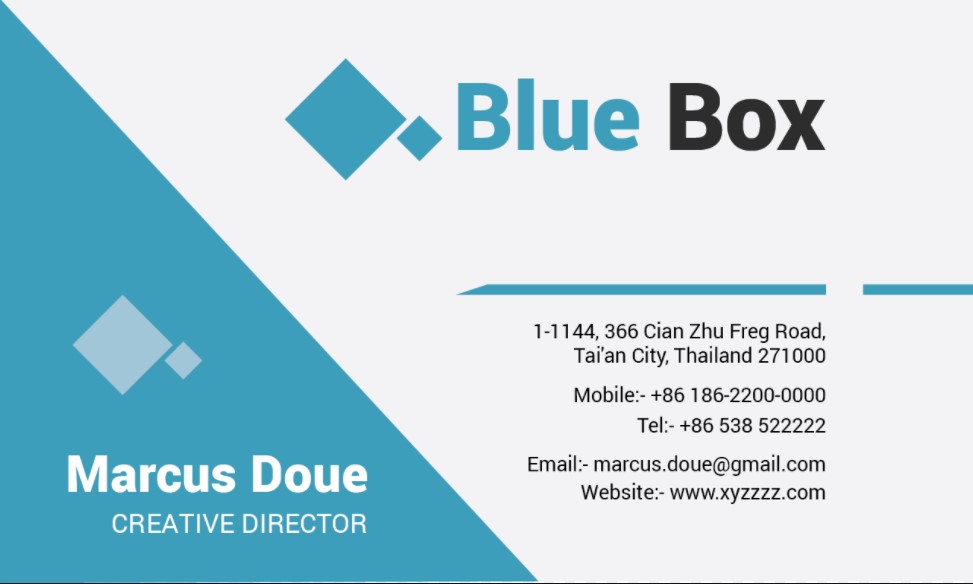 Blue Box
1-1144, 366 Cian Zhu Freg Road,
Tai'an City, Thailand 271000
Mobile:- +86 186-2200-0000
Tel:- +86 538 522222
Email:- marcus.doue@gmail.com
Website:- www.xyzzzz.com
Marcus Doue
CREATIVE DIRECTOR